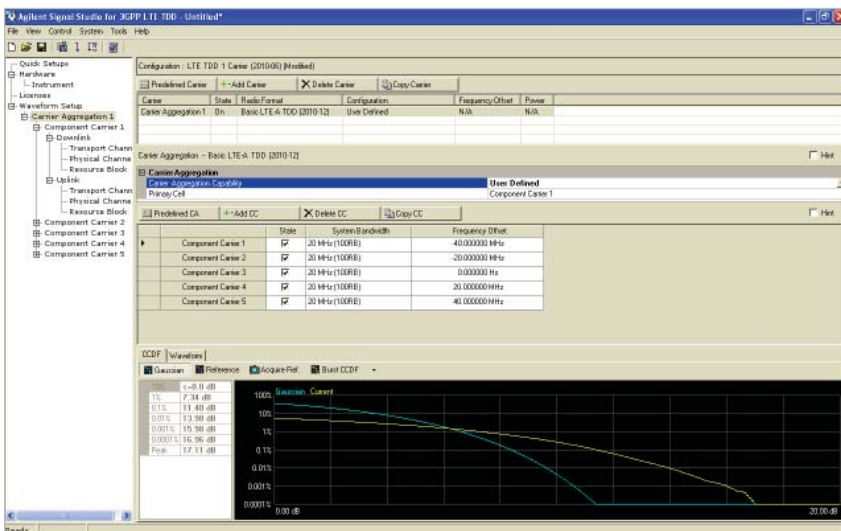 Agilent Signal Studio for 3GPP LTE TDD - Untitled*
File View Control System Tools Help
Quick Setups
Hardware
Instrument
Licenses
Waveform Setup
Carrier Aggregation 1
Component Carrier 1
Downlink
Transport Chann
Physical Channe
Resource Block
Uplink
Transport Chann
Physical Channe
Resource Block
Component Carrier 2
Component Carrier 3
Component Carrier 4
Component Carrier 5
Configuration : LTE TDD 1 Carrier (2010-06) (Modified)
Predefined Carrier Add Carrier Delete Carrier Copy Carrier
Carrier State Radio Format Configuration Frequency Offset Power
Carrier Aggregation 1 On Basic LTE-A TDD (2010-12) User Defined N/A N/A
Carrier Aggregation -- Basic LTE-A TDD (2010-12) Hint
Carrier Aggregation
Carrier Aggregation Capability User Defined
Primary Cell Component Carrier 1
Predefined CA Add CC Delete CC Copy CC Hint
State System Bandwidth Frequency Offset
Component Carrier 1 20 MHz (100RB) -40.000000 MHz
Component Carrier 2 20 MHz (100RB) -20.000000 MHz
Component Carrier 3 20 MHz (100RB) 0.000000 Hz
Component Carrier 4 20 MHz (100RB) 20.000000 MHz
Component Carrier 5 20 MHz (100RB) 40.000000 MHz
CCDF Waveform
Gaussian Reference Acquire Ref. Burst CCDF
10% <=8.0 dB
1% 7.34 dB
0.1% 11.40 dB
0.01% 13.98 dB
0.001% 15.98 dB
0.0001% 16.96 dB
Peak 17.11 dB
Gaussian Current
100%
10%
1%
0.1%
0.01%
0.001%
0.0001%
0.00 dB 20.00 dB
Ready